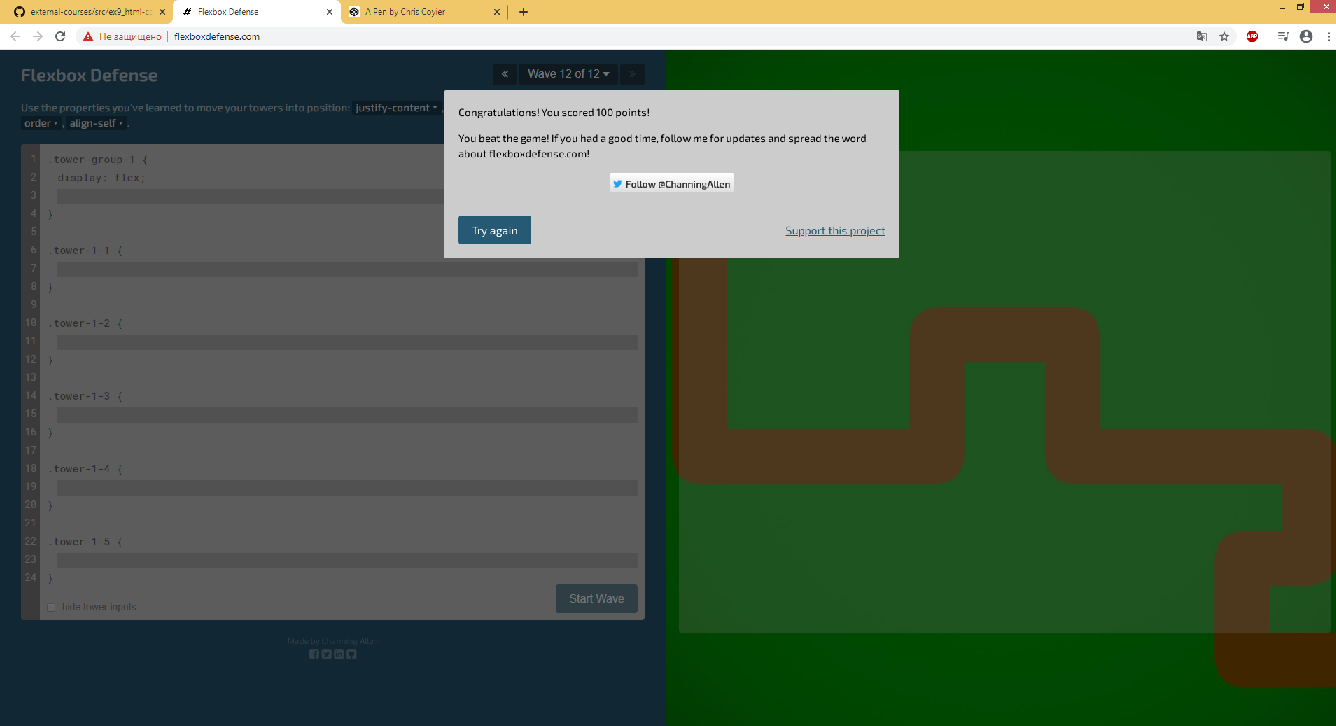 external-courses/src/ex9_html-c
Flexbox Defense
A Pen by Chris Coyier
Не защищено
flexboxdefense.com
ABP
Flexbox Defense
«
Wave 12 of 12
»
Use the properties you've learned to move your towers into position: justify-content ,
order , align-self .
1 .tower-group-1 {
2 display: flex;
3
4 }
5
6 .tower-1-1 {
7
8 }
9
10 .tower-1-2 {
11
12 }
13
14 .tower-1-3 {
15
16 }
17
18 .tower-1-4 {
19
20 }
21
22 .tower-1-5 {
23
24 }
hide tower inputs
Start Wave
Made by Channing Allen
Congratulations! You scored 100 points!
You beat the game! If you had a good time, follow me for updates and spread the word
about flexboxdefense.com!
Follow @ChanningAllen
Try again
Support this project